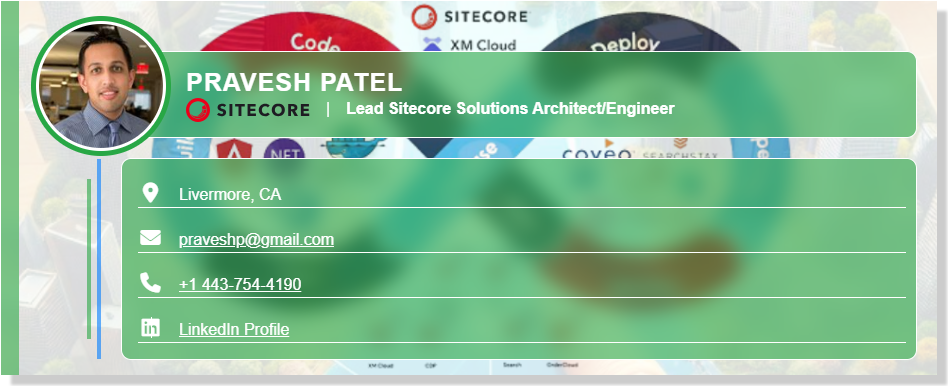 SITECORE
XM Cloud
Code
Deploy
PRAVESH PATEL
SITECORE | Lead Sitecore Solutions Architect/Engineer
NET
coveo
SEARCHSTAX
Livermore, CA
praveshp@gmail.com
+1 443-754-4190
LinkedIn Profile
XM Cloud
CDP
Search
OrderCloud